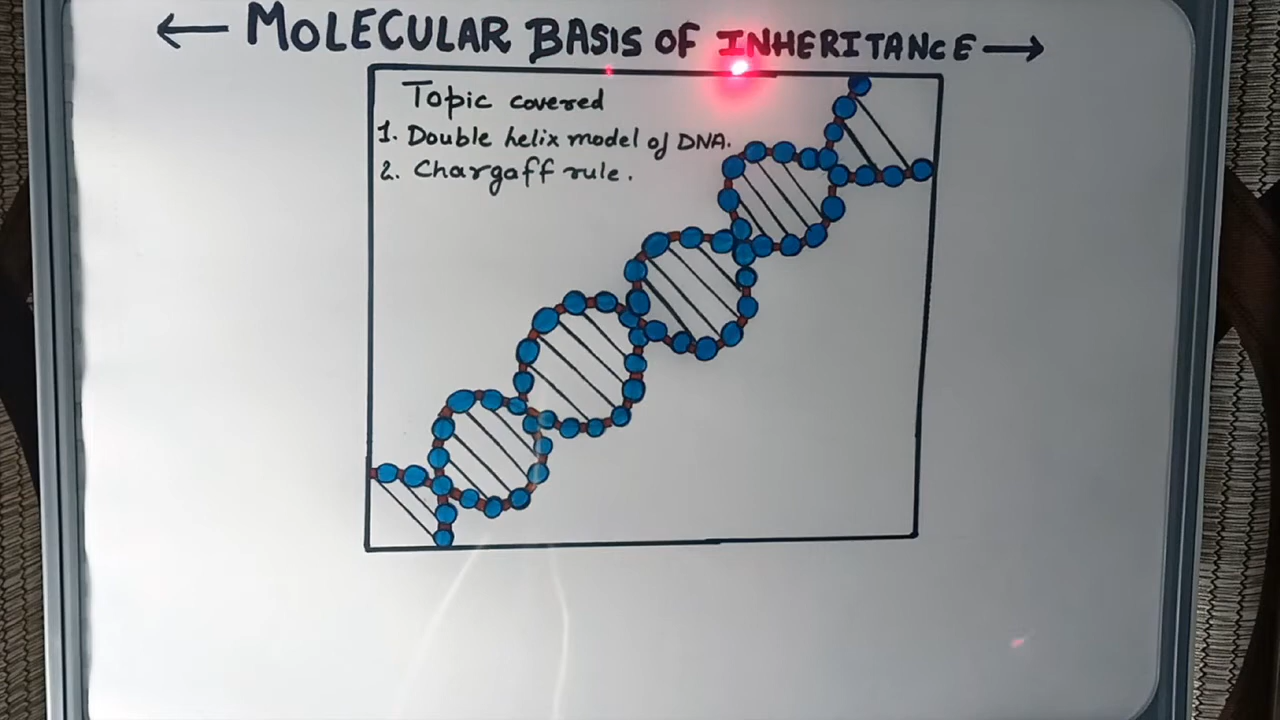 ← MOLECULAR BASIS OF INHERITANCE →
Topic covered
1. Double helix model of DNA.
2. Chargaff rule.